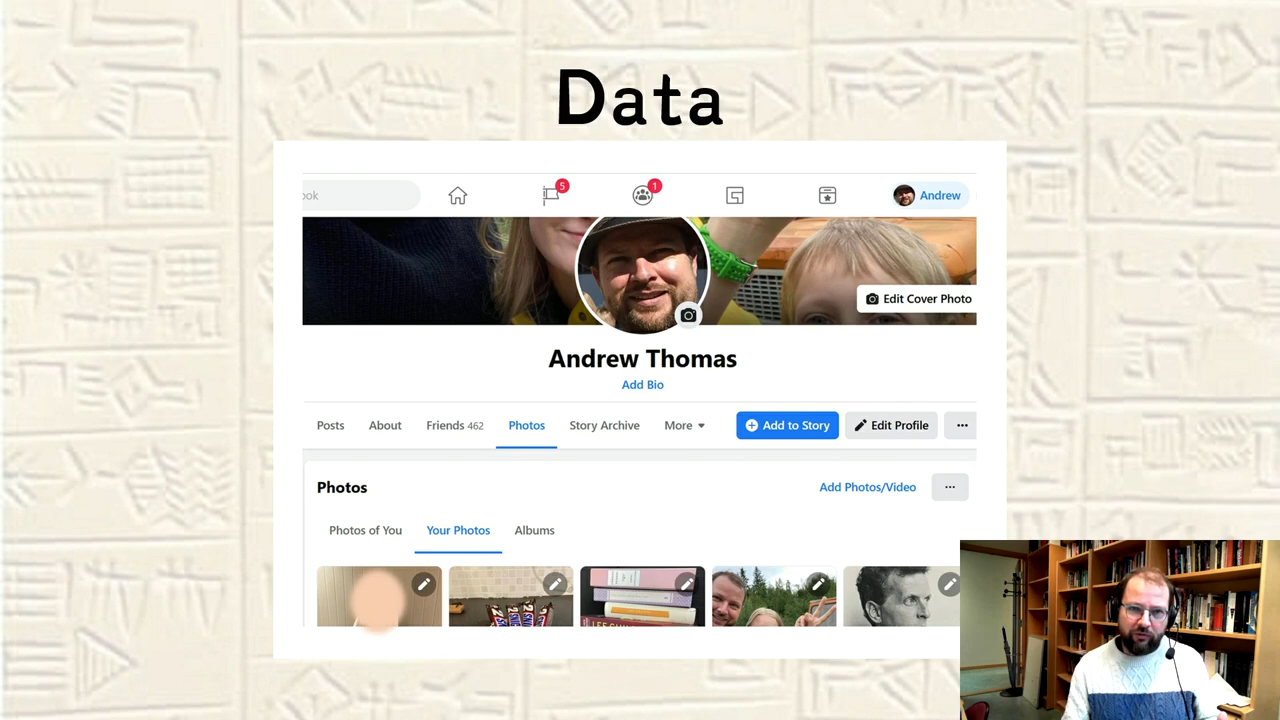 Data
ook
5
1
Andrew
Edit Cover Photo
Andrew Thomas
Add Bio
Posts
About
Friends 462
Photos
Story Archive
More
Add to Story
Edit Profile
...
Photos
Add Photos/Video
...
Photos of You
Your Photos
Albums